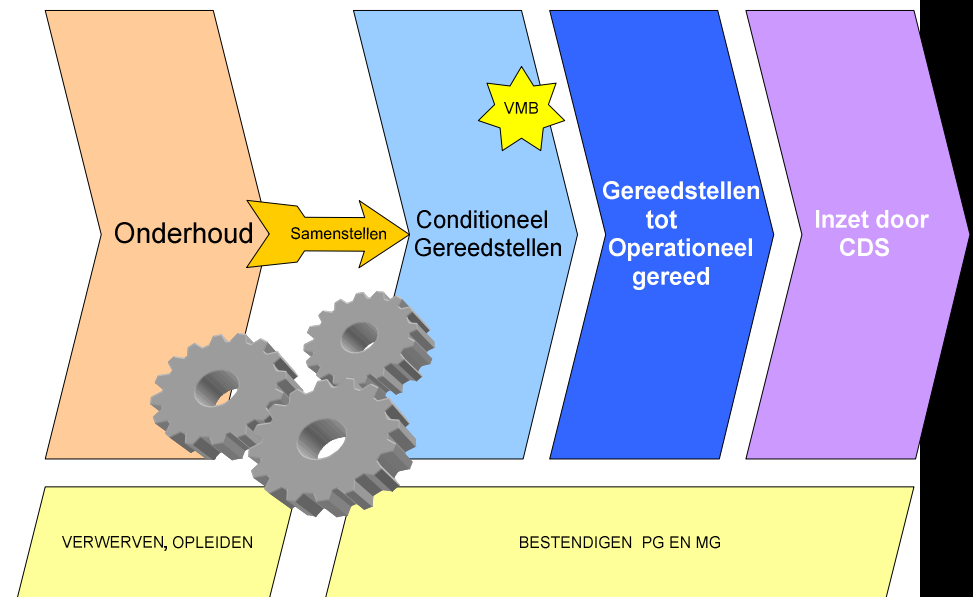 VMB
Onderhoud
Samenstellen
Conditioneel
Gereedstellen
Gereedstellen
tot
Operationeel
gereed
Inzet door
CDS
VERWERVEN, OPLEIDEN
BESTENDIGEN PG EN MG